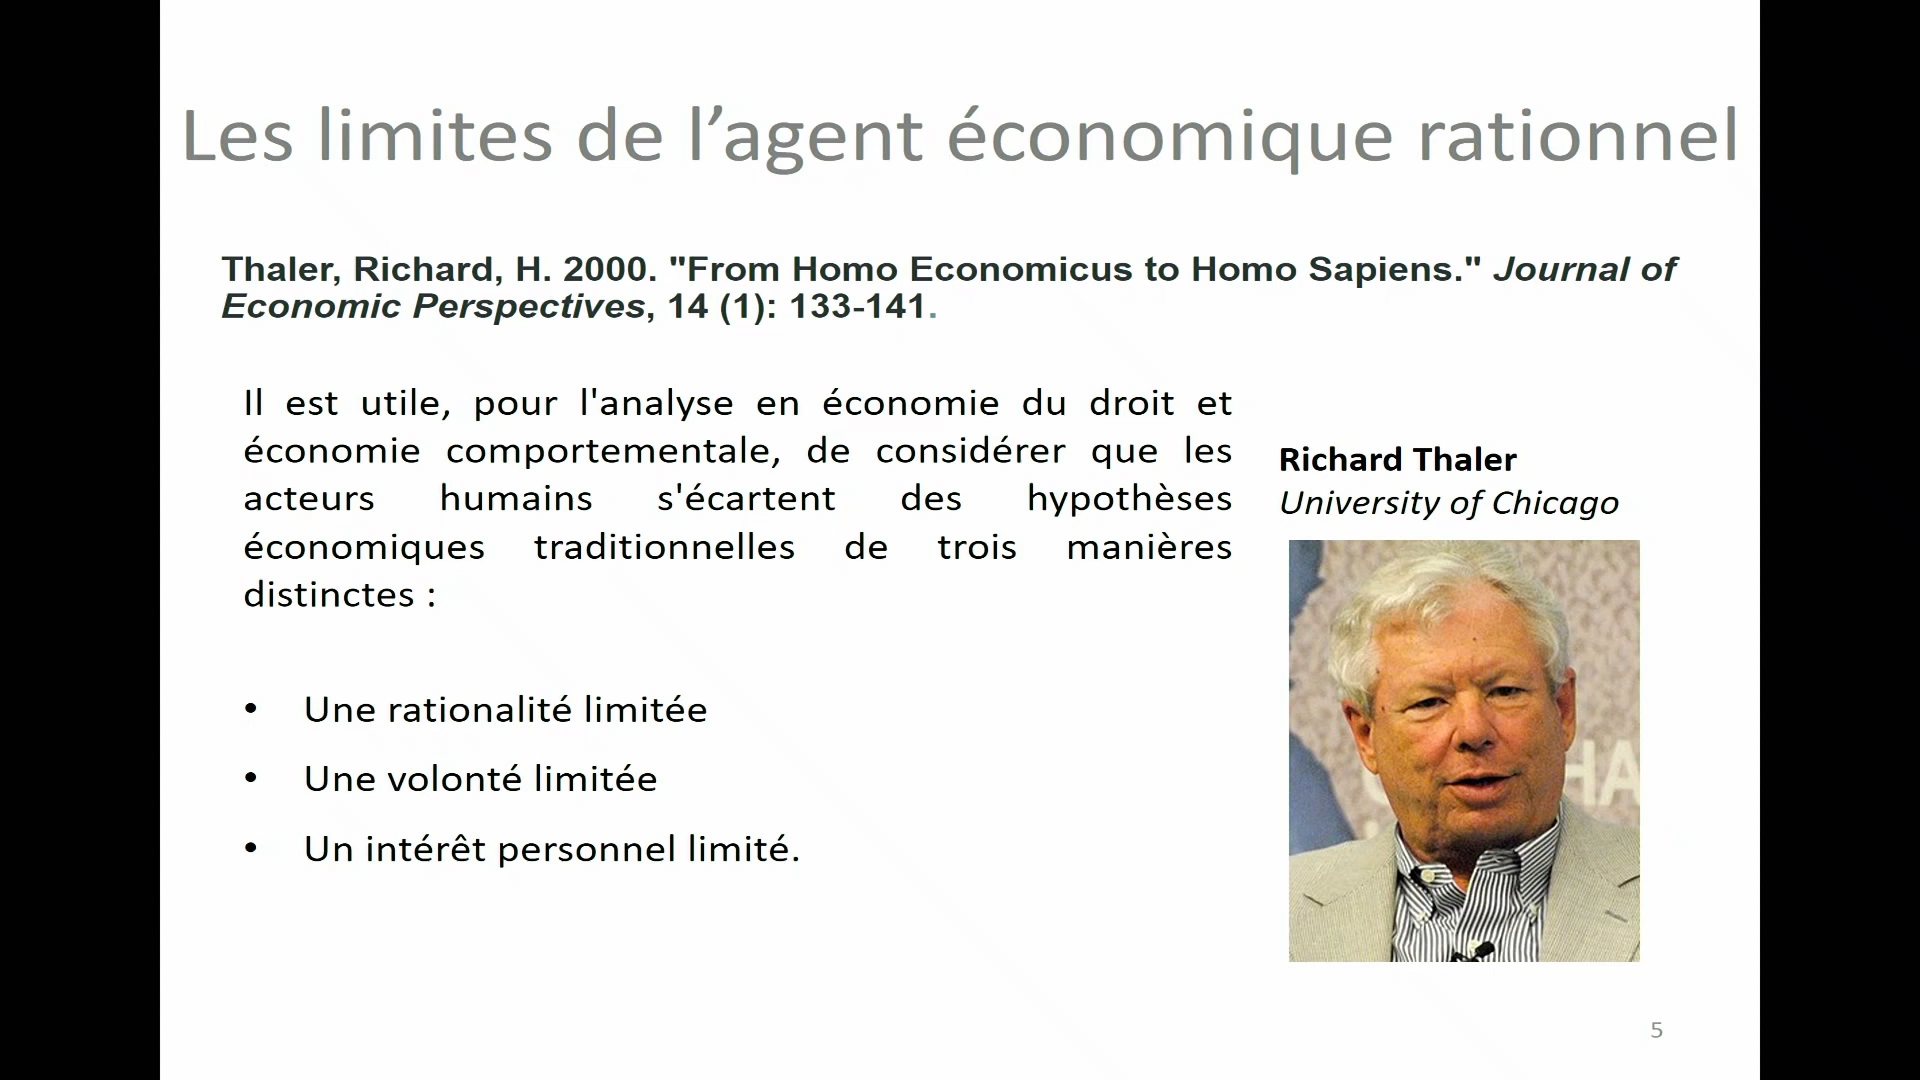 Les limites de l’agent économique rationnel
Thaler, Richard, H. 2000. "From Homo Economicus to Homo Sapiens." Journal of
Economic Perspectives, 14 (1): 133-141.
Il est utile, pour l'analyse en économie du droit et
économie comportementale, de considérer que les
acteurs humains s'écartent des hypothèses
économiques traditionnelles de trois manières
distinctes :
• Une rationalité limitée
• Une volonté limitée
• Un intérêt personnel limité.
Richard Thaler
University of Chicago
HA
5